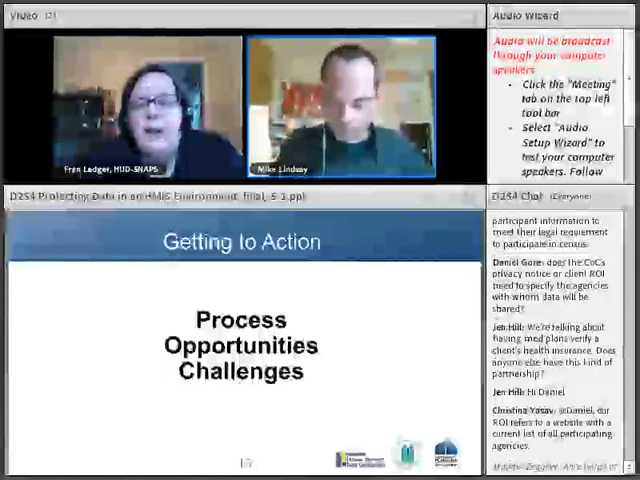 Video (2)
Audio Wizard
Fran Ledger, HUD-SNAPS
Mike Lindsay
Audio will be broadcast
through your computer
speakers
- Click the "Meeting"
tab on the top left
tool bar
- Select "Audio
Setup Wizard" to
test your computer
speakers. Follow
D2S4 Protecting Data in an HMIS Environment_final_5-1.ppt
Getting to Action
Process
Opportunities
Challenges
D2S4 Chat (Everyone)
participant information to
meet their legal requirement
to participate in census.
Daniel Gore: does the CoC's
privacy notice or client ROI
need to specify the agencies
with whom data will be
shared?
Jen Hill: We're talking about
having med plans verify a
client's health insurance. Does
anyone else have this kind of
partnership?
Jen Hill: Hi Daniel
@Daniel, our
ROI refers to a website with a
current list of all participating
agencies.